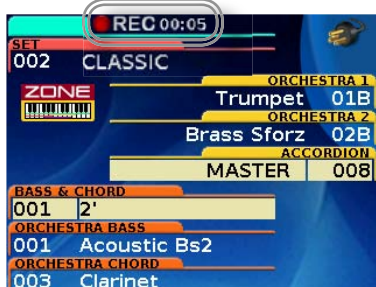 REC 00:05
SET
002 CLASSIC
ZONE
ORCHESTRA 1
Trumpet 01B
ORCHESTRA 2
Brass Sforz 02B
ACCORDION
MASTER 008
BASS & CHORD
001 2'
ORCHESTRA BASS
001 Acoustic Bs2
ORCHESTRA CHORD
003 Clarinet